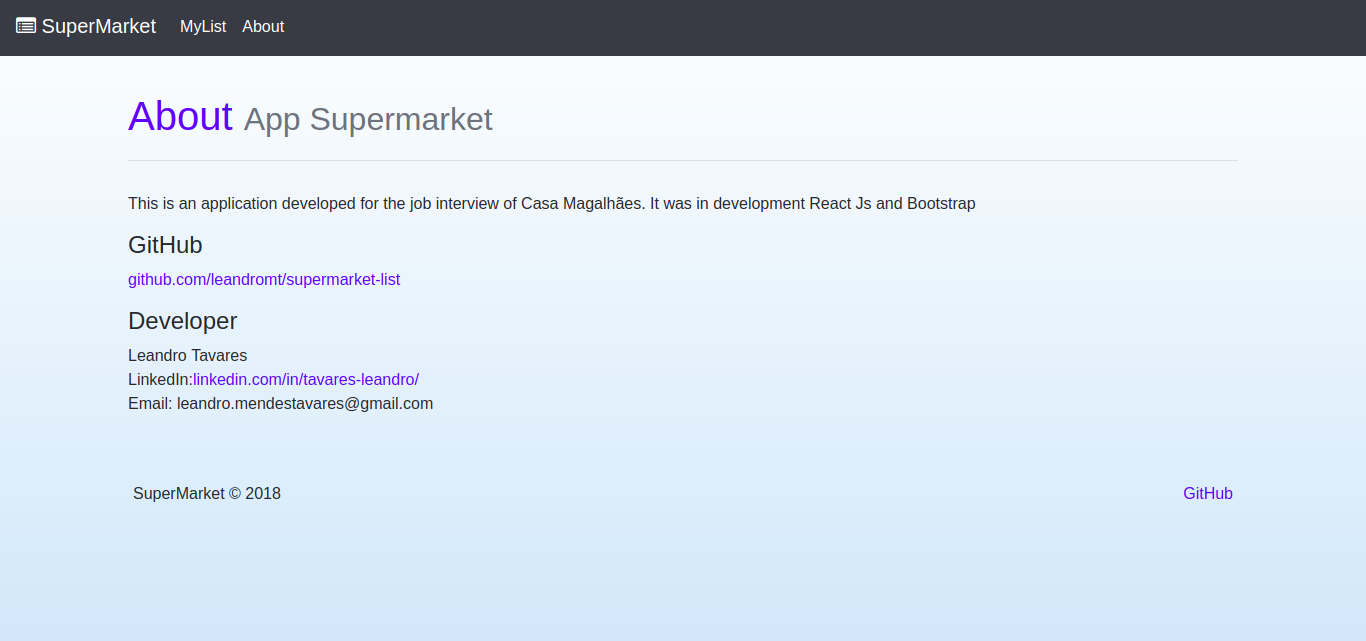 SuperMarket MyList About
About App Supermarket
This is an application developed for the job interview of Casa Magalhães. It was in development React Js and Bootstrap
GitHub
github.com/leandromt/supermarket-list
Developer
Leandro Tavares
LinkedIn:linkedin.com/in/tavares-leandro/
Email: leandro.mendestavares@gmail.com
SuperMarket © 2018 GitHub